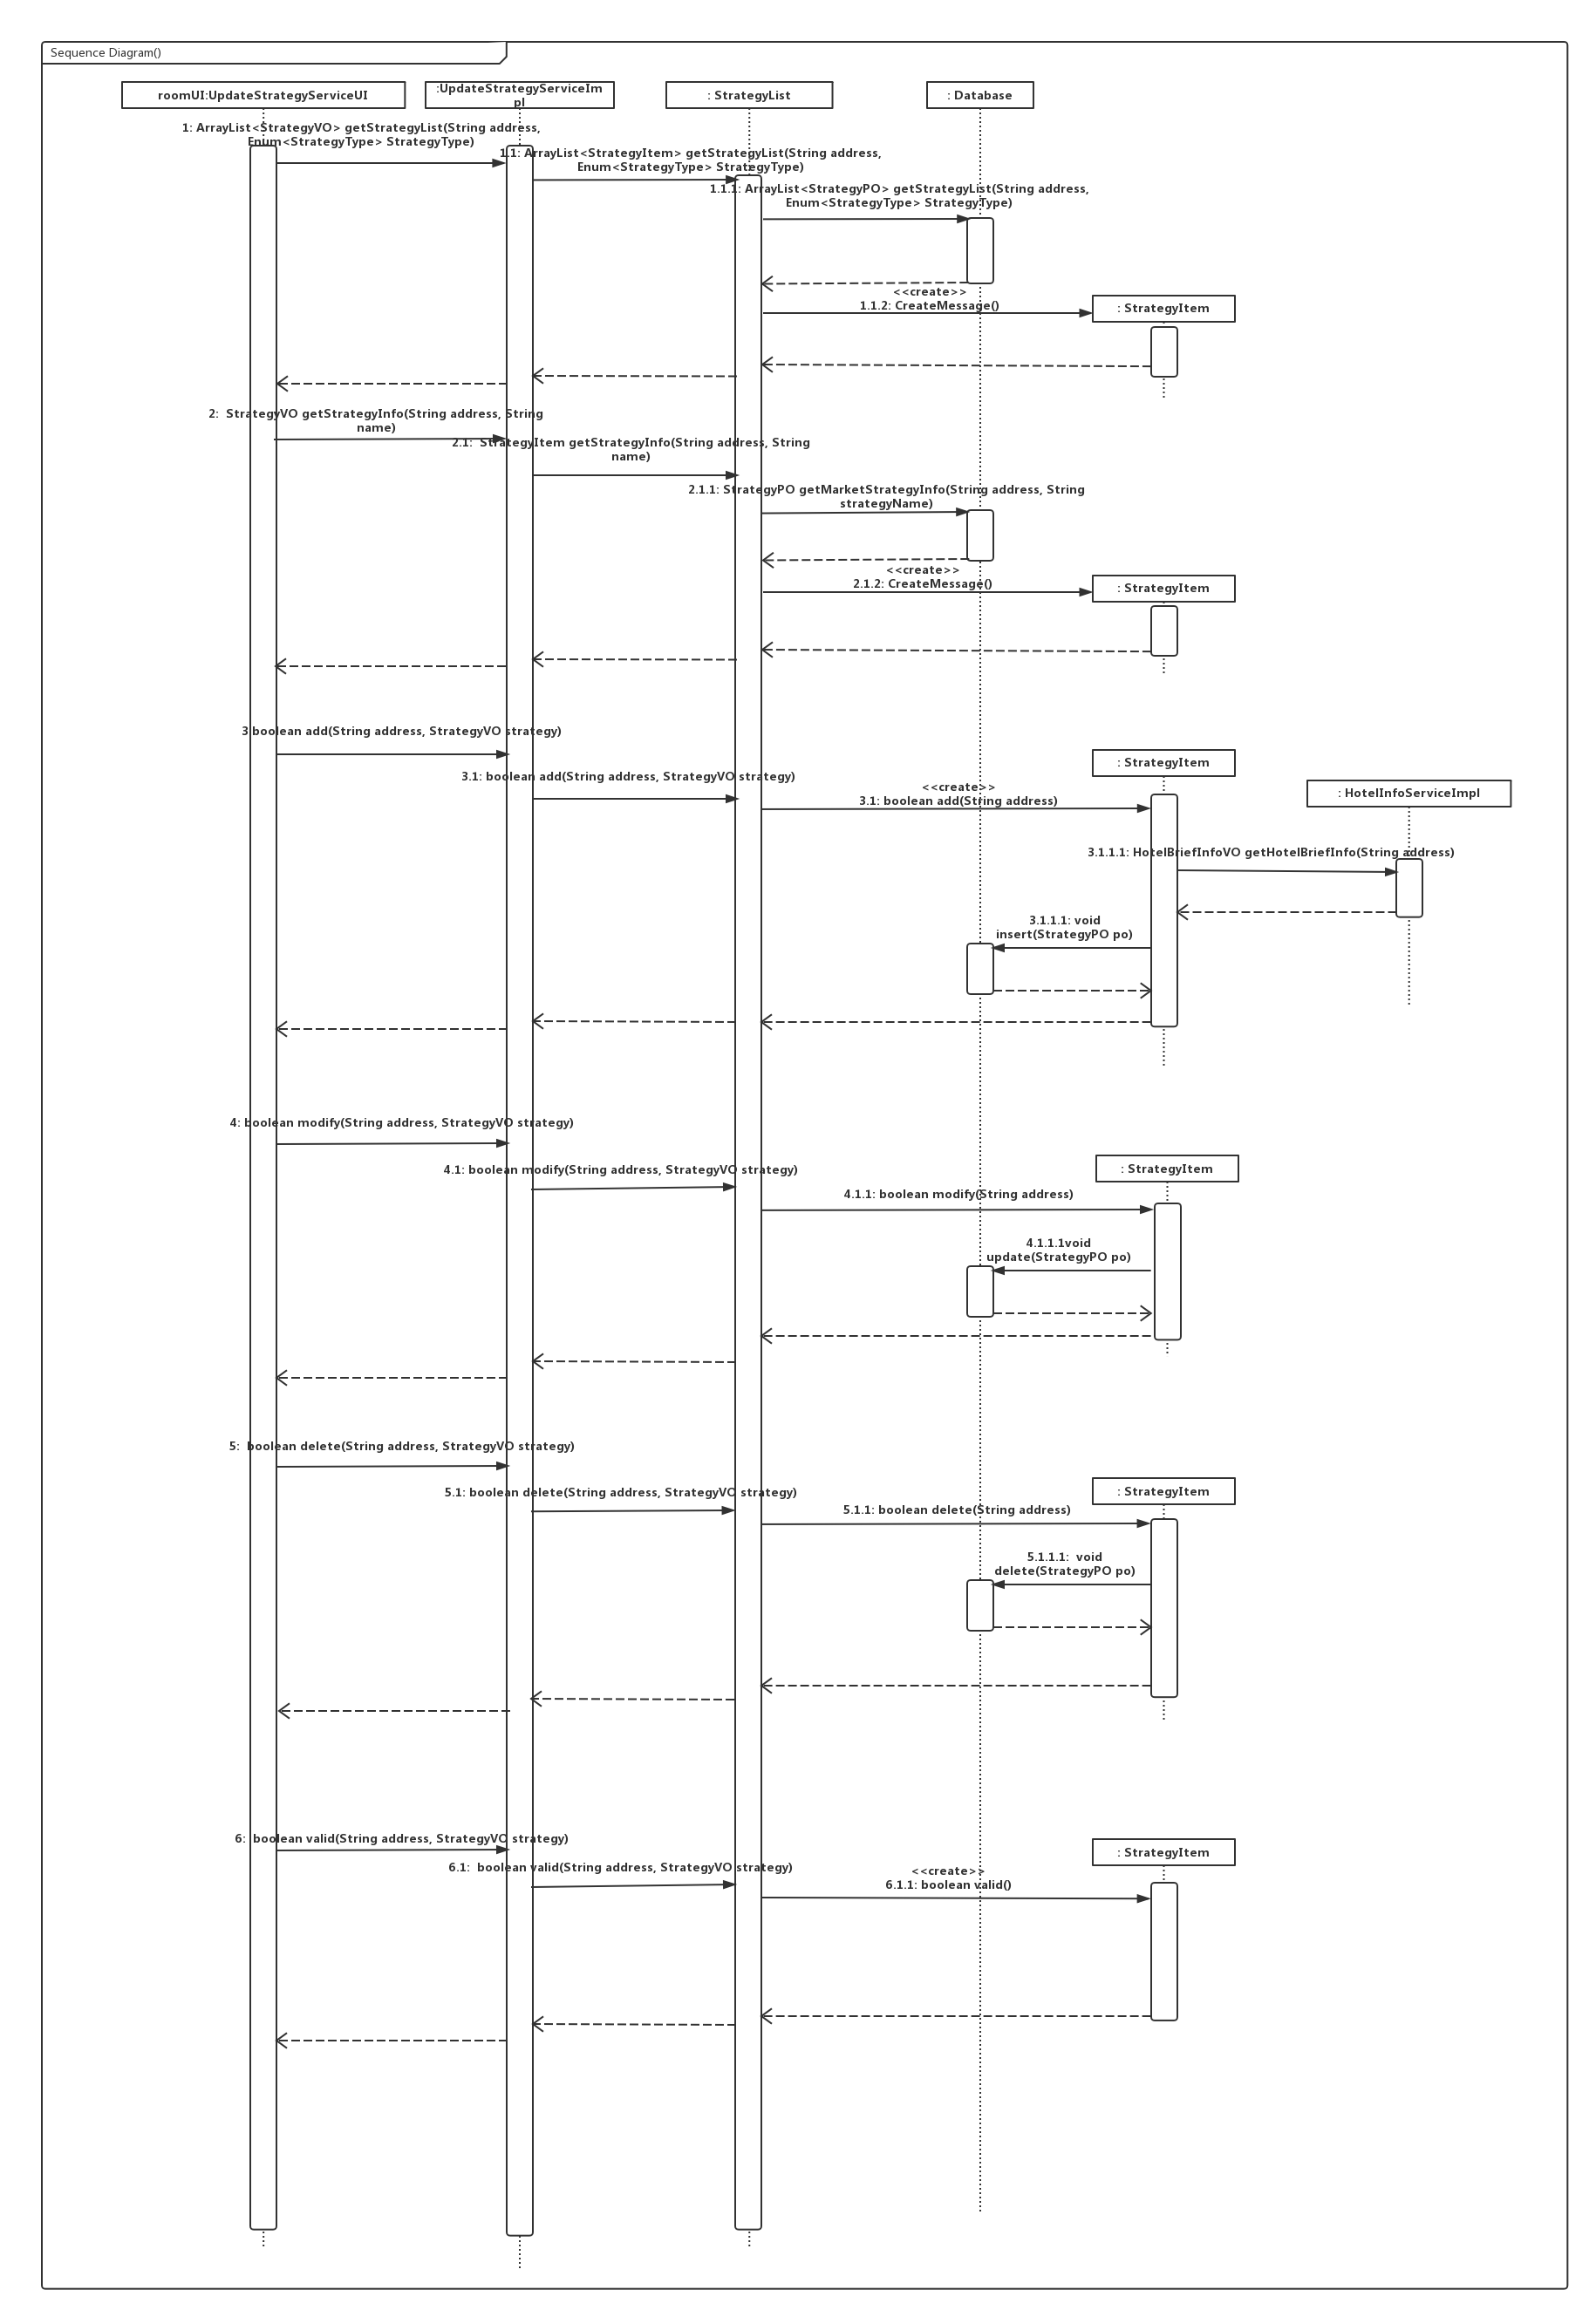 Sequence Diagram()
roomUI:UpdateStrategyServiceUI
:UpdateStrategyServiceIm
pl
: StrategyList
: Database
1: ArrayList<StrategyVO> getStrategyList(String address,
Enum<StrategyType> StrategyType)
1.1: ArrayList<StrategyItem> getStrategyList(String address,
Enum<StrategyType> StrategyType)
1.1.1: ArrayList<StrategyPO> getStrategyList(String address,
Enum<StrategyType> StrategyType)
<<create>>
1.1.2: CreateMessage()
: StrategyItem
2:  StrategyVO getStrategyInfo(String address, String
name)
2.1:  StrategyItem getStrategyInfo(String address, String
name)
2.1.1: StrategyPO getMarketStrategyInfo(String address, String
strategyName)
<<create>>
2.1.2: CreateMessage()
: StrategyItem
3 boolean add(String address, StrategyVO strategy)
: StrategyItem
3.1: boolean add(String address, StrategyVO strategy)
<<create>>
3.1: boolean add(String address)
: HotelInfoServiceImpl
3.1.1.1: HotelBriefInfoVO getHotelBriefInfo(String address)
3.1.1.1: void
insert(StrategyPO po)
4: boolean modify(String address, StrategyVO strategy)
4.1: boolean modify(String address, StrategyVO strategy)
: StrategyItem
4.1.1: boolean modify(String address)
4.1.1.1void
update(StrategyPO po)
5:  boolean delete(String address, StrategyVO strategy)
5.1: boolean delete(String address, StrategyVO strategy)
: StrategyItem
5.1.1: boolean delete(String address)
5.1.1.1:  void
delete(StrategyPO po)
6:  boolean valid(String address, StrategyVO strategy)
: StrategyItem
6.1:  boolean valid(String address, StrategyVO strategy)
<<create>>
6.1.1: boolean valid()